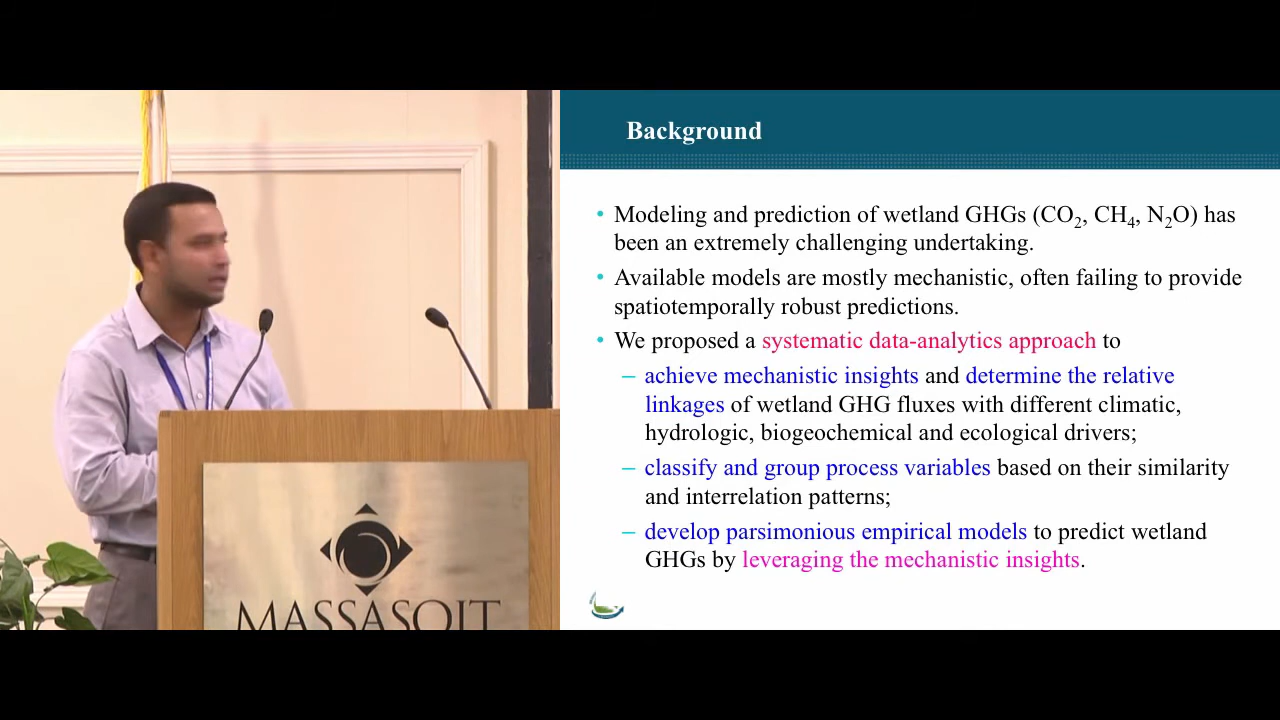 Background
• Modeling and prediction of wetland GHGs (CO₂, CH₄, N₂O) has
been an extremely challenging undertaking.
• Available models are mostly mechanistic, often failing to provide
spatiotemporally robust predictions.
• We proposed a systematic data-analytics approach to
– achieve mechanistic insights and determine the relative
linkages of wetland GHG fluxes with different climatic,
hydrologic, biogeochemical and ecological drivers;
– classify and group process variables based on their similarity
and interrelation patterns;
– develop parsimonious empirical models to predict wetland
GHGs by leveraging the mechanistic insights.
MASSASOIT